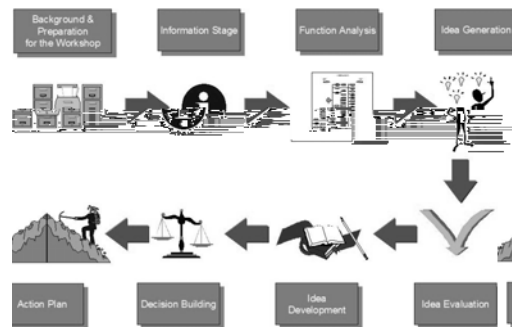 Background &
Preparation
for the Workshop
Information Stage
Function Analysis
Idea Generation
Action Plan
Decision Building
Idea
Development
Idea Evaluation